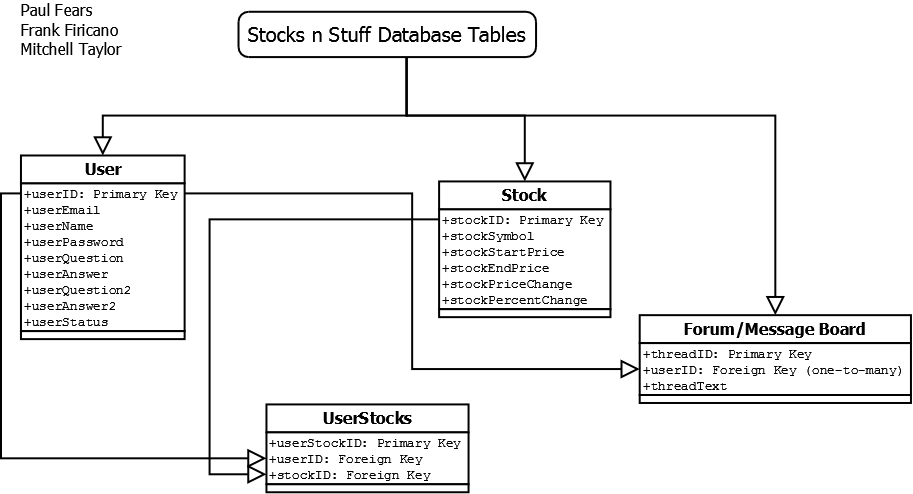 Paul Fears
Frank Firicano
Mitchell Taylor
Stocks n Stuff Database Tables
User
+userID: Primary Key
+userEmail
+userName
+userPassword
+userQuestion
+userAnswer
+userQuestion2
+userAnswer2
+userStatus
Stock
+stockID: Primary Key
+stockSymbol
+stockStartPrice
+stockEndPrice
+stockPriceChange
+stockPercentChange
Forum/Message Board
+threadID: Primary Key
+userID: Foreign Key (one-to-many)
+threadText
UserStocks
+userStockID: Primary Key
+userID: Foreign Key
+stockID: Foreign Key